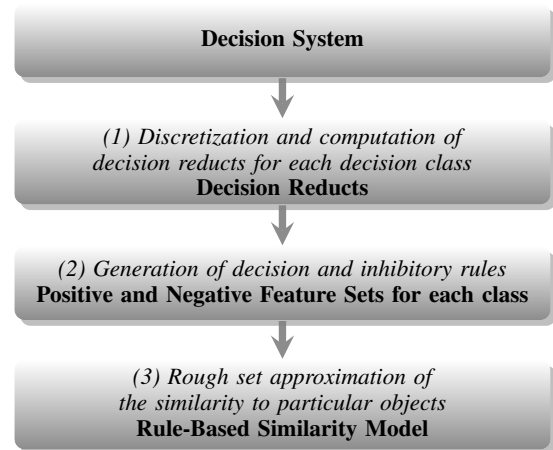 Decision System
(1) Discretization and computation of
decision reducts for each decision class
Decision Reducts
(2) Generation of decision and inhibitory rules
Positive and Negative Feature Sets for each class
(3) Rough set approximation of
the similarity to particular objects
Rule-Based Similarity Model